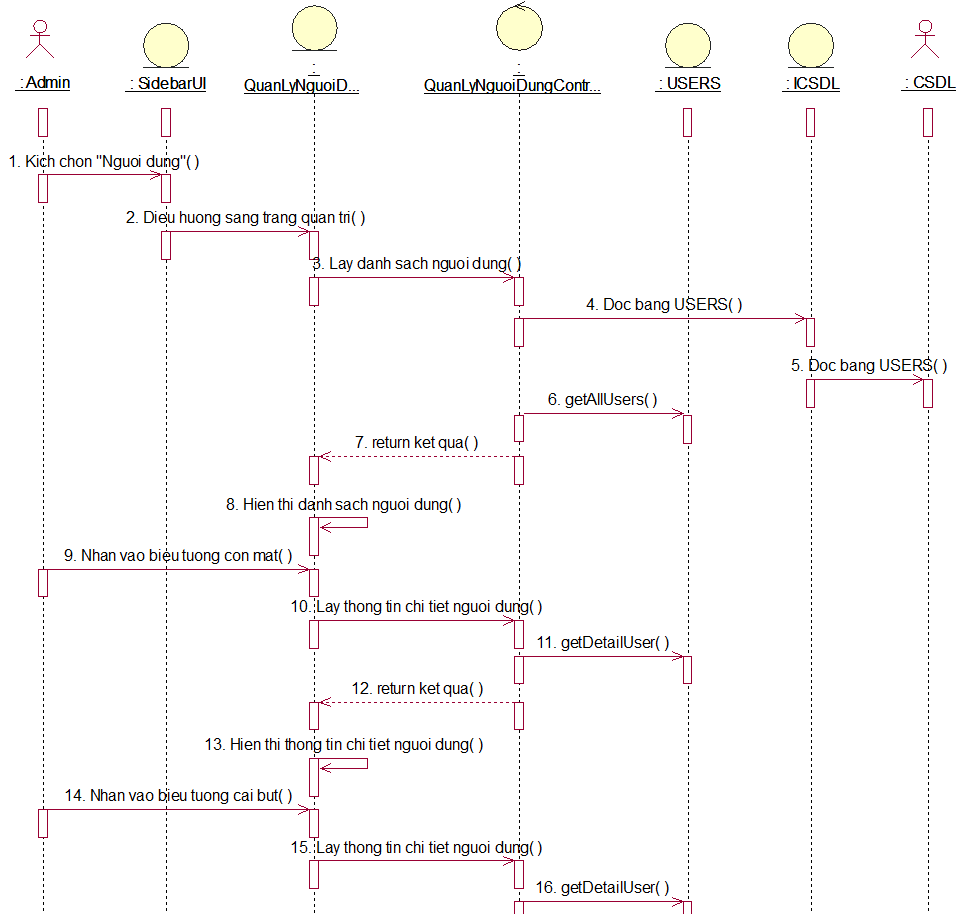 : Admin
: SidebarUI
:
QuanLyNguoiD...
:
QuanLyNguoiDungContr...
: USERS
: ICSDL
: CSDL
1. Kich chon "Nguoi dung"( )
2. Dieu huong sang trang quan tri( )
3. Lay danh sach nguoi dung( )
4. Doc bang USERS( )
5. Doc bang USERS( )
6. getAllUsers( )
7. return ket qua( )
8. Hien thi danh sach nguoi dung( )
9. Nhan vao bieu tuong con mat( )
10. Lay thong tin chi tiet nguoi dung( )
11. getDetailUser( )
12. return ket qua( )
13. Hien thi thong tin chi tiet nguoi dung( )
14. Nhan vao bieu tuong cai but( )
15. Lay thong tin chi tiet nguoi dung( )
16. getDetailUser( )